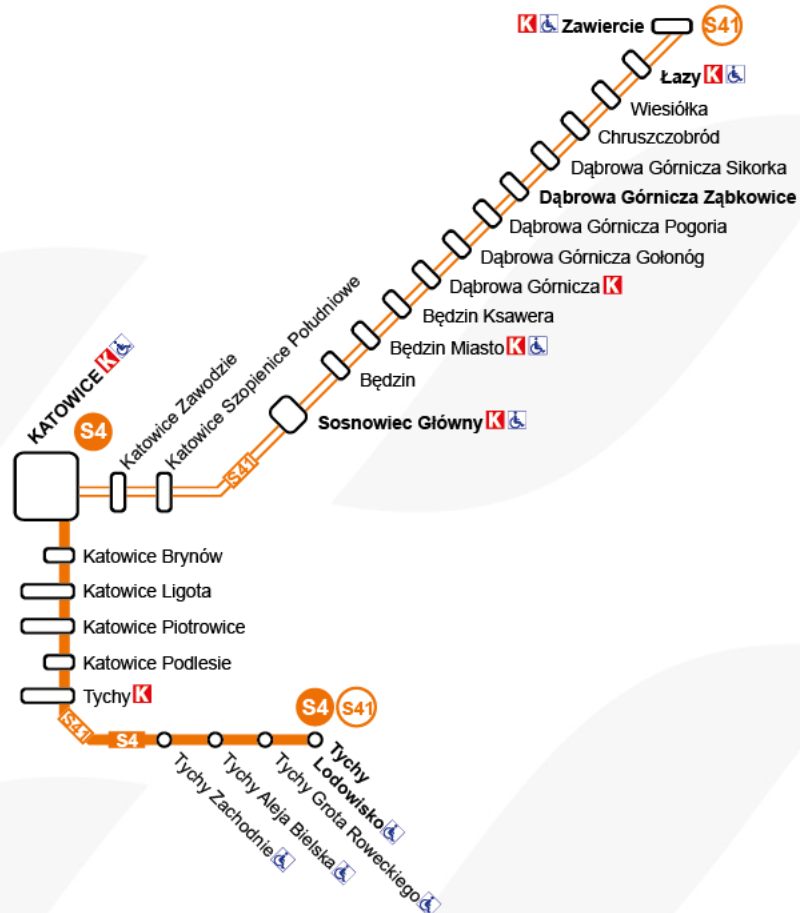 K Zawiercie S41
Łazy K
Wiesiółka
Chruszczobród
Dąbrowa Górnicza Sikorka
Dąbrowa Górnicza Ząbkowice
Dąbrowa Górnicza Pogoria
Dąbrowa Górnicza Gołonóg
Dąbrowa Górnicza K
Będzin Ksawera
Będzin Miasto K
Będzin
Sosnowiec Główny K
S41
Katowice Szopienice Południowe
Katowice Zawodzie
KATOWICE K
S4
Katowice Brynów
Katowice Ligota
Katowice Piotrowice
Katowice Podlesie
Tychy K
S41
S4
S4 S41
Tychy Zachodnie
Tychy Aleja Bielska
Tychy Grota Roweckiego
Tychy
Lodowisko